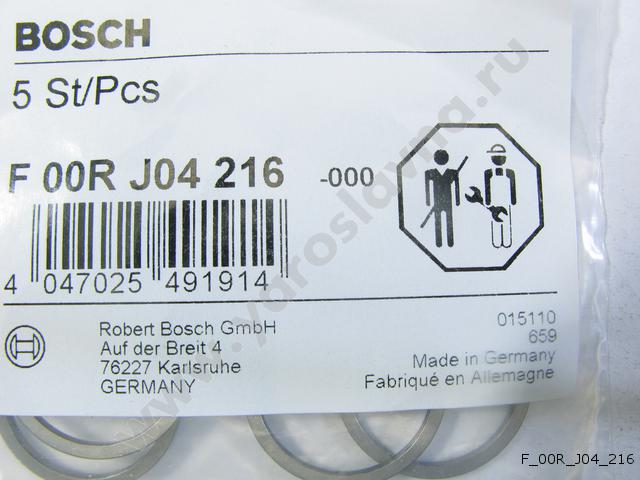 BOSCH
5 St/Pcs
F 00R J04 216 -000
4 047025 491914
Robert Bosch GmbH
Auf der Breit 4
76227 Karlsruhe
GERMANY
015110
659
Made in Germany
Fabriqué en Allemagne
www.yaroslavna.ru
F_00R_J04_216